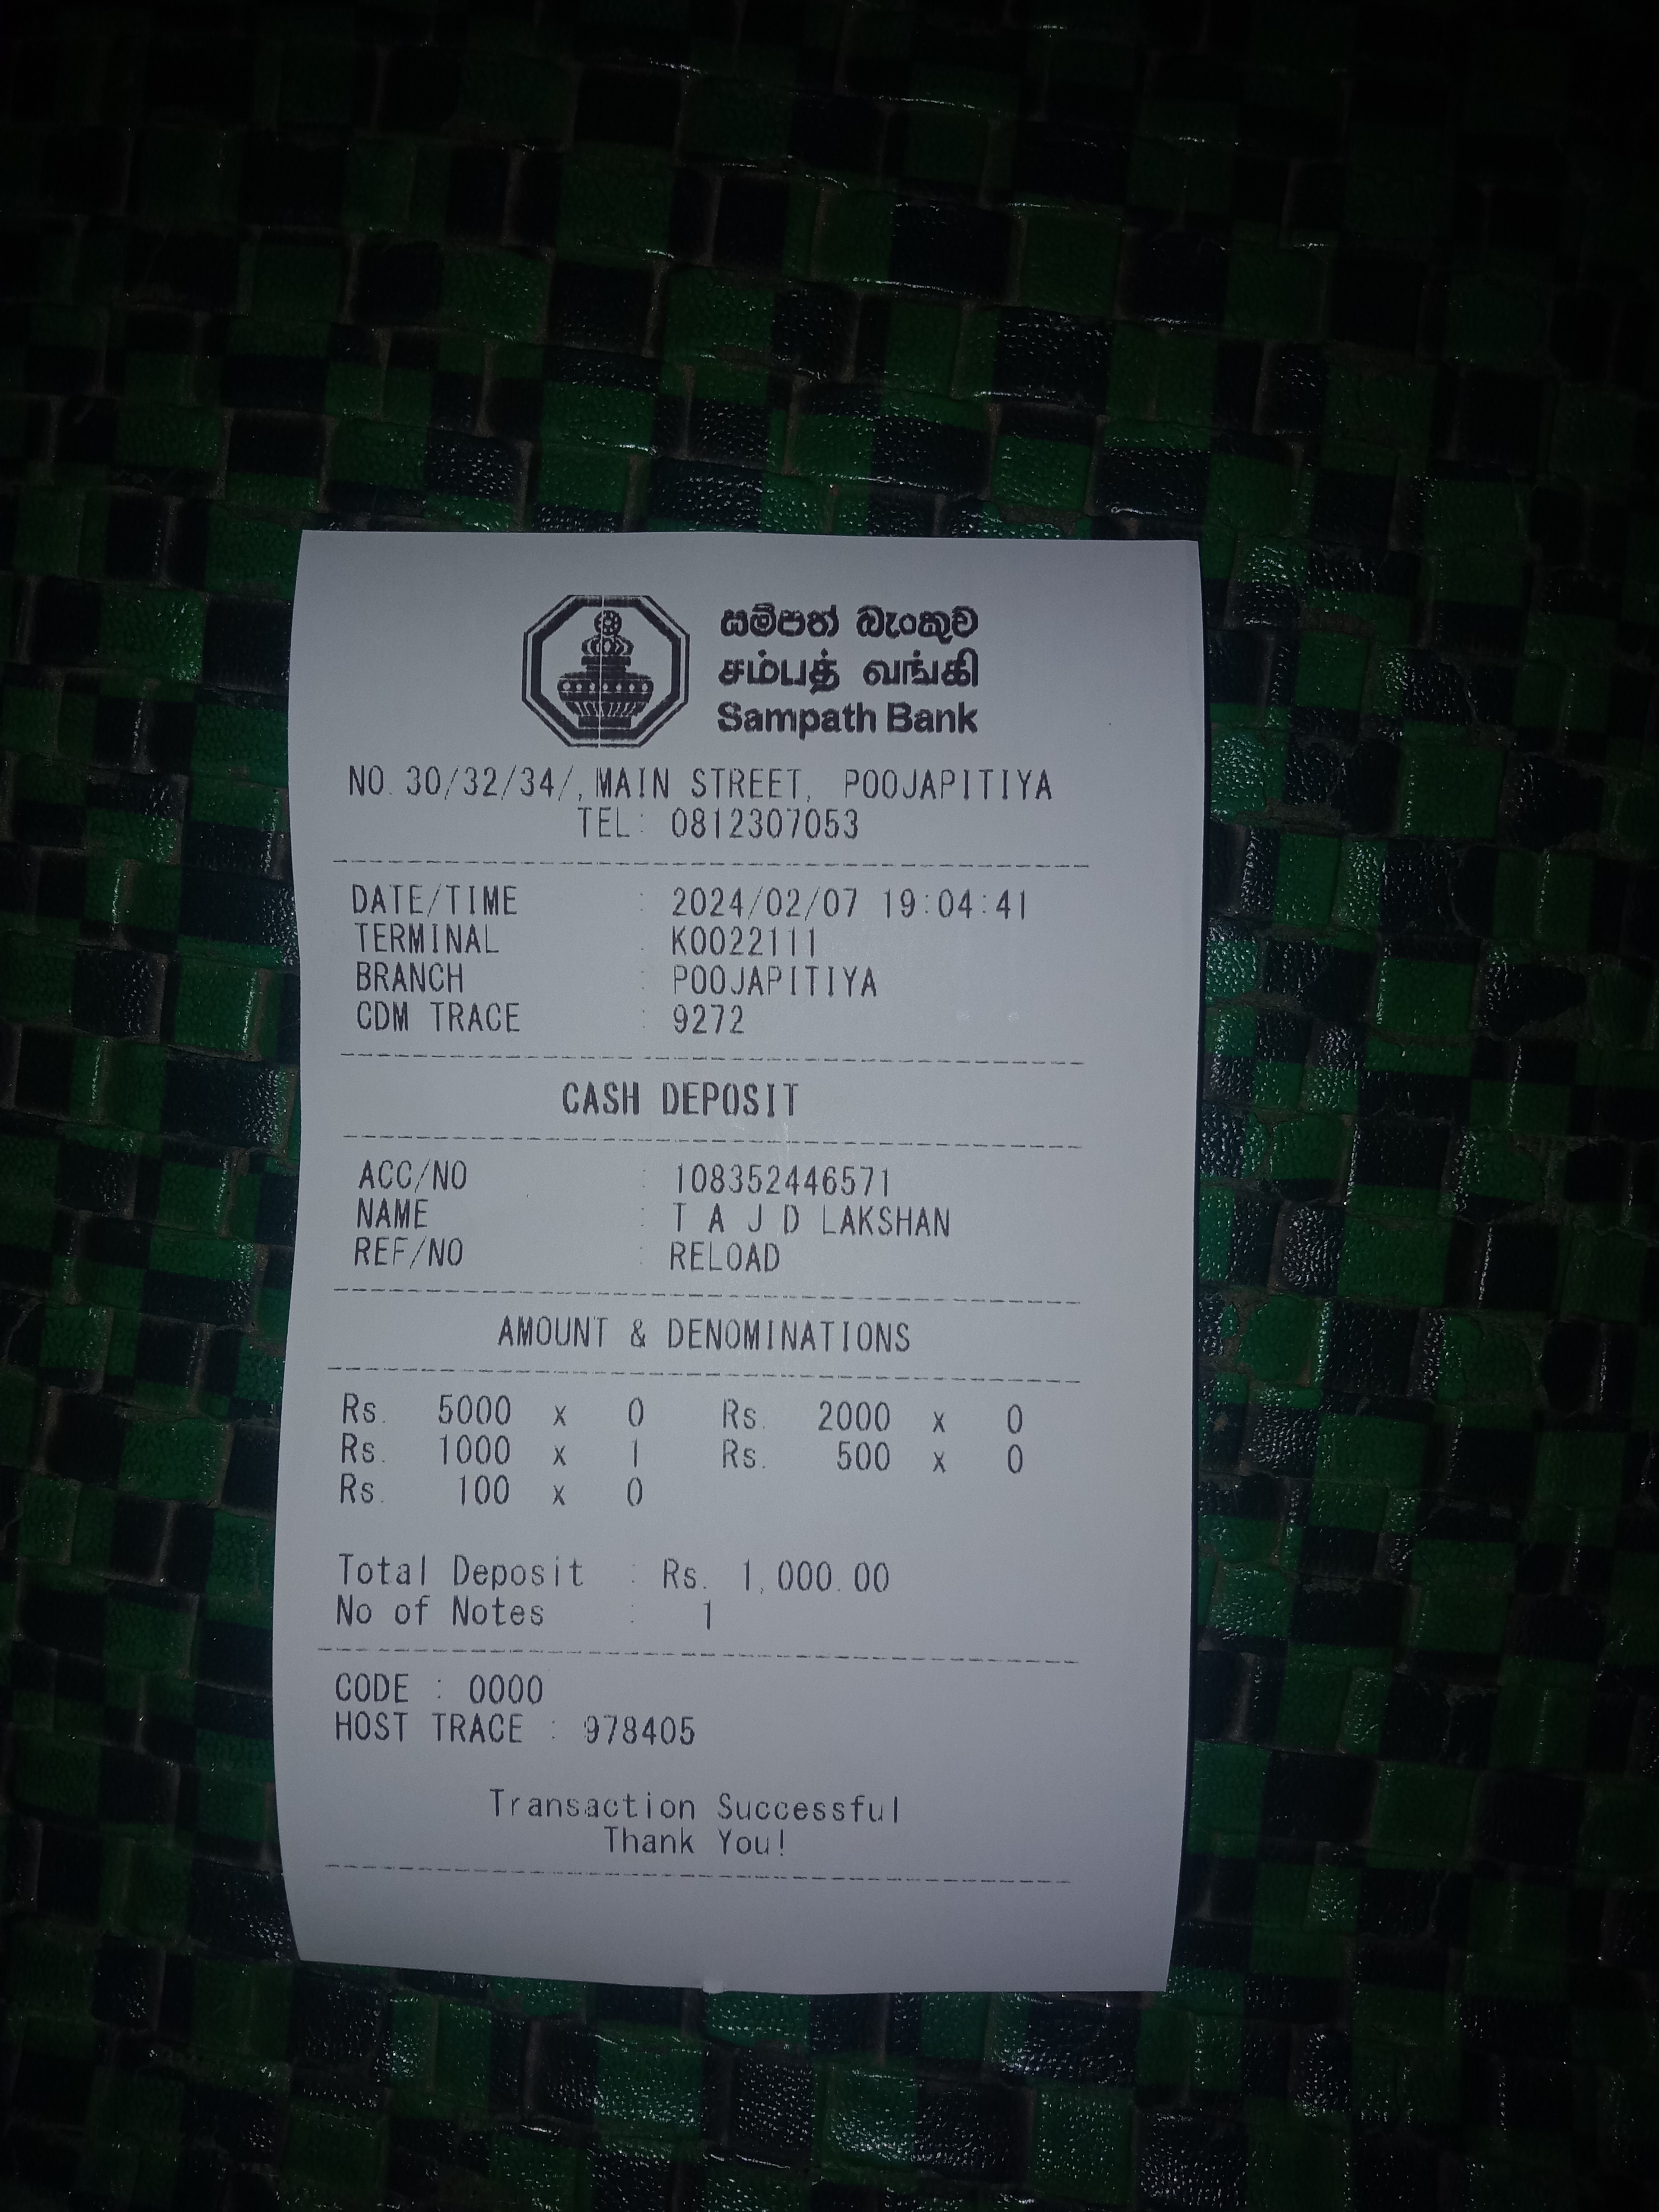 සම්පත් බැංකුව
சம்பத் வங்கி
Sampath Bank
NO.30/32/34/,MAIN STREET, POOJAPITIYA
TEL: 0812307053
DATE/TIME : 2024/02/07 19:04:41
TERMINAL : K0022111
BRANCH : POOJAPITIYA
CDM TRACE : 9272
CASH DEPOSIT
ACC/NO : 108352446571
NAME : T A J D LAKSHAN
REF/NO : RELOAD
AMOUNT & DENOMINATIONS
Rs. 5000 x 0 Rs. 2000 x 0
Rs. 1000 x 1 Rs. 500 x 0
Rs. 100 x 0
Total Deposit : Rs. 1,000.00
No of Notes : 1
CODE : 0000
HOST TRACE : 978405
Transaction Successful
Thank You!